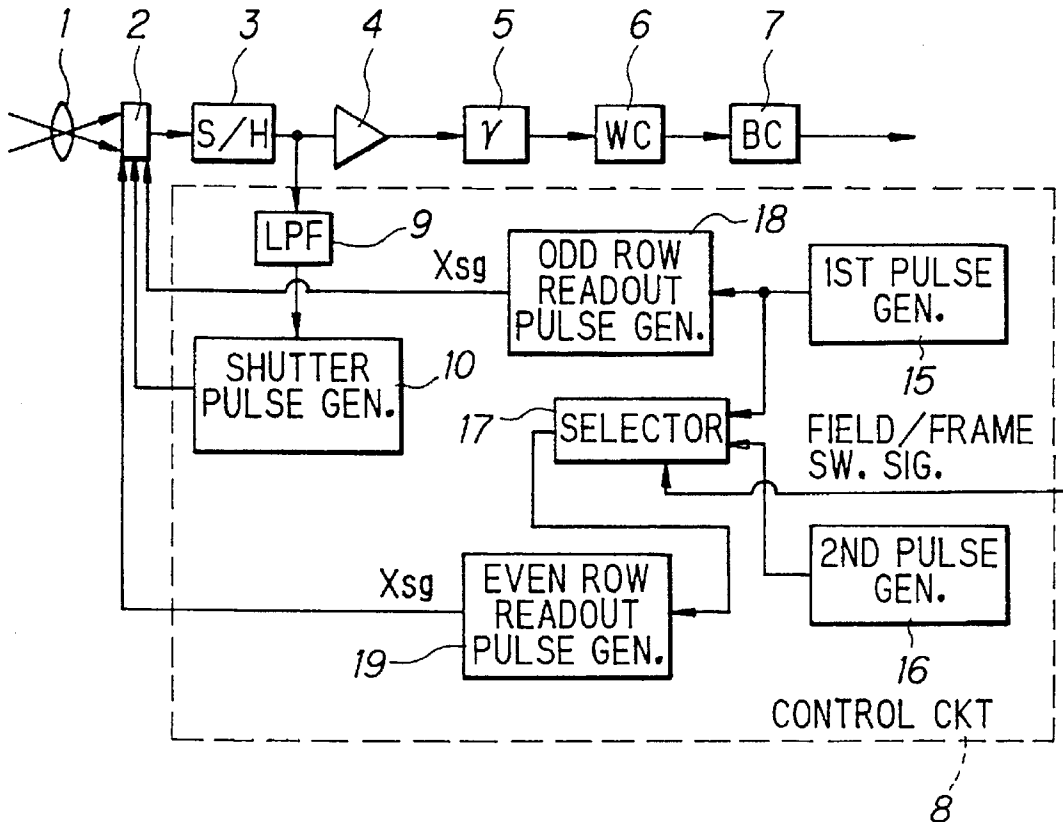 1
2
3
4
5
6
7
S/H
γ
WC
BC
LPF
9
18
Xsg
ODD ROW
READOUT
PULSE GEN.
1ST PULSE
GEN.
15
SHUTTER
PULSE GEN.
10
17
SELECTOR
FIELD/FRAME
SW. SIG.
Xsg
EVEN ROW
READOUT
PULSE GEN.
19
2ND PULSE
GEN.
16
CONTROL CKT
8